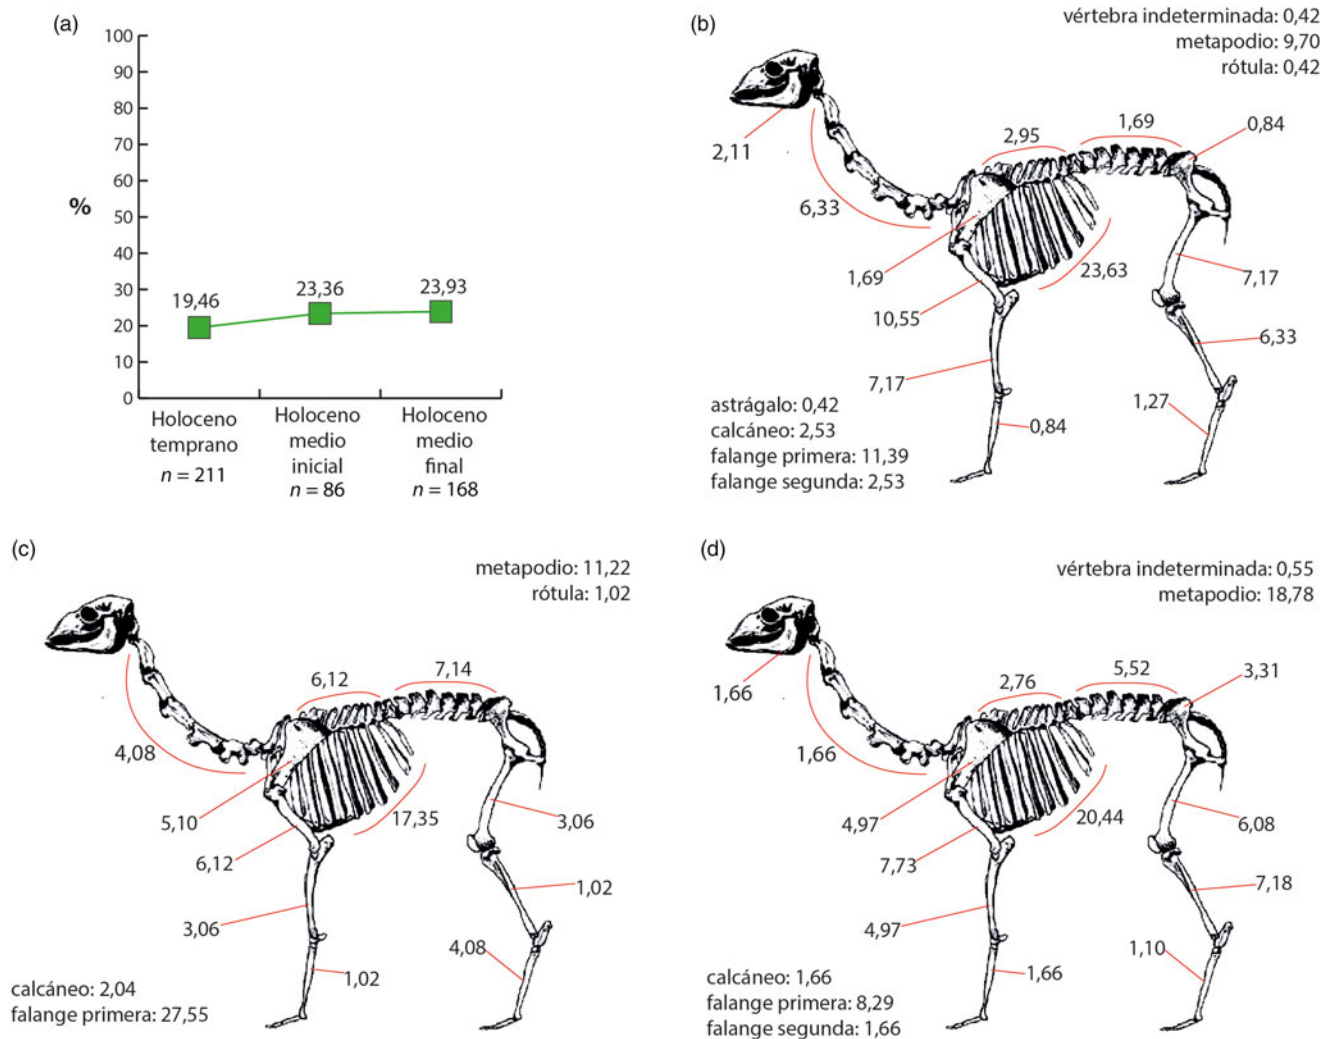 (a)
100
90
80
70
60
50
40
30
20
10
0
%
19,46
23,36
23,93
Holoceno
temprano
n = 211
Holoceno
medio
inicial
n = 86
Holoceno
medio
final
n = 168
(b)
vértebra indeterminada: 0,42
metapodio: 9,70
rótula: 0,42
2,11
6,33
2,95
1,69
0,84
1,69
23,63
7,17
10,55
6,33
7,17
1,27
0,84
astrágalo: 0,42
calcáneo: 2,53
falange primera: 11,39
falange segunda: 2,53
(c)
metapodio: 11,22
rótula: 1,02
6,12
7,14
4,08
5,10
17,35
3,06
6,12
1,02
3,06
4,08
1,02
calcáneo: 2,04
falange primera: 27,55
(d)
vértebra indeterminada: 0,55
metapodio: 18,78
1,66
2,76
5,52
3,31
1,66
4,97
20,44
6,08
7,73
7,18
4,97
1,10
1,66
calcáneo: 1,66
falange primera: 8,29
falange segunda: 1,66